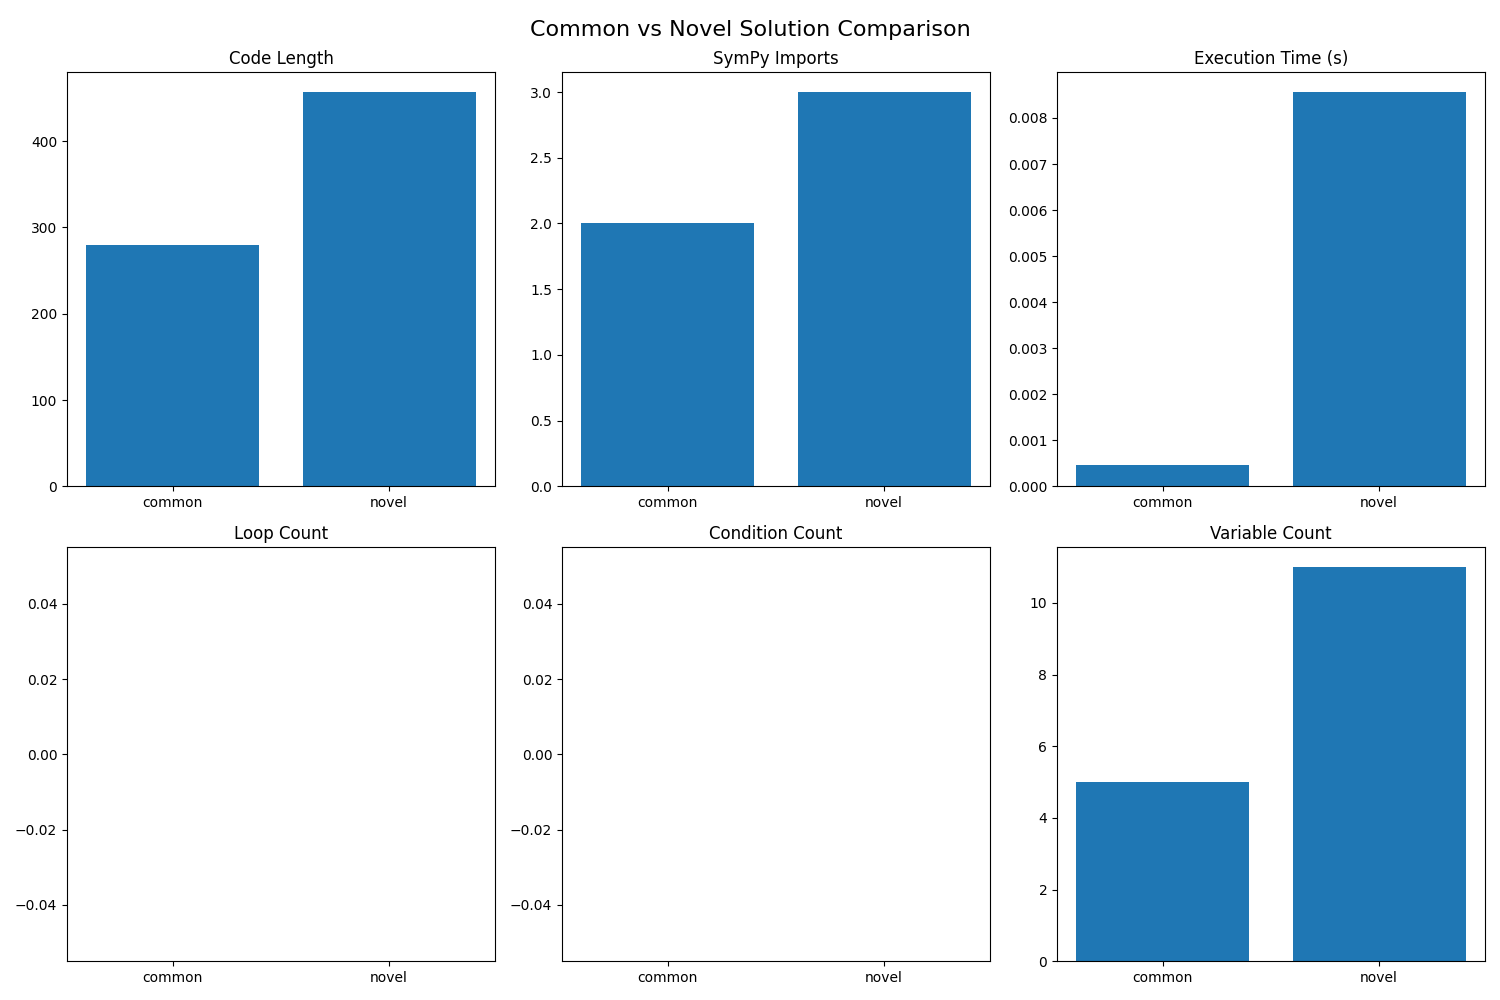 Common vs Novel Solution Comparison
Code Length
400
300
200
100
0
common novel
SymPy Imports
3.0
2.5
2.0
1.5
1.0
0.5
0.0
common novel
Execution Time (s)
0.008
0.007
0.006
0.005
0.004
0.003
0.002
0.001
0.000
common novel
Loop Count
0.04
0.02
0.00
−0.02
−0.04
common novel
Condition Count
0.04
0.02
0.00
−0.02
−0.04
common novel
Variable Count
10
8
6
4
2
0
common novel